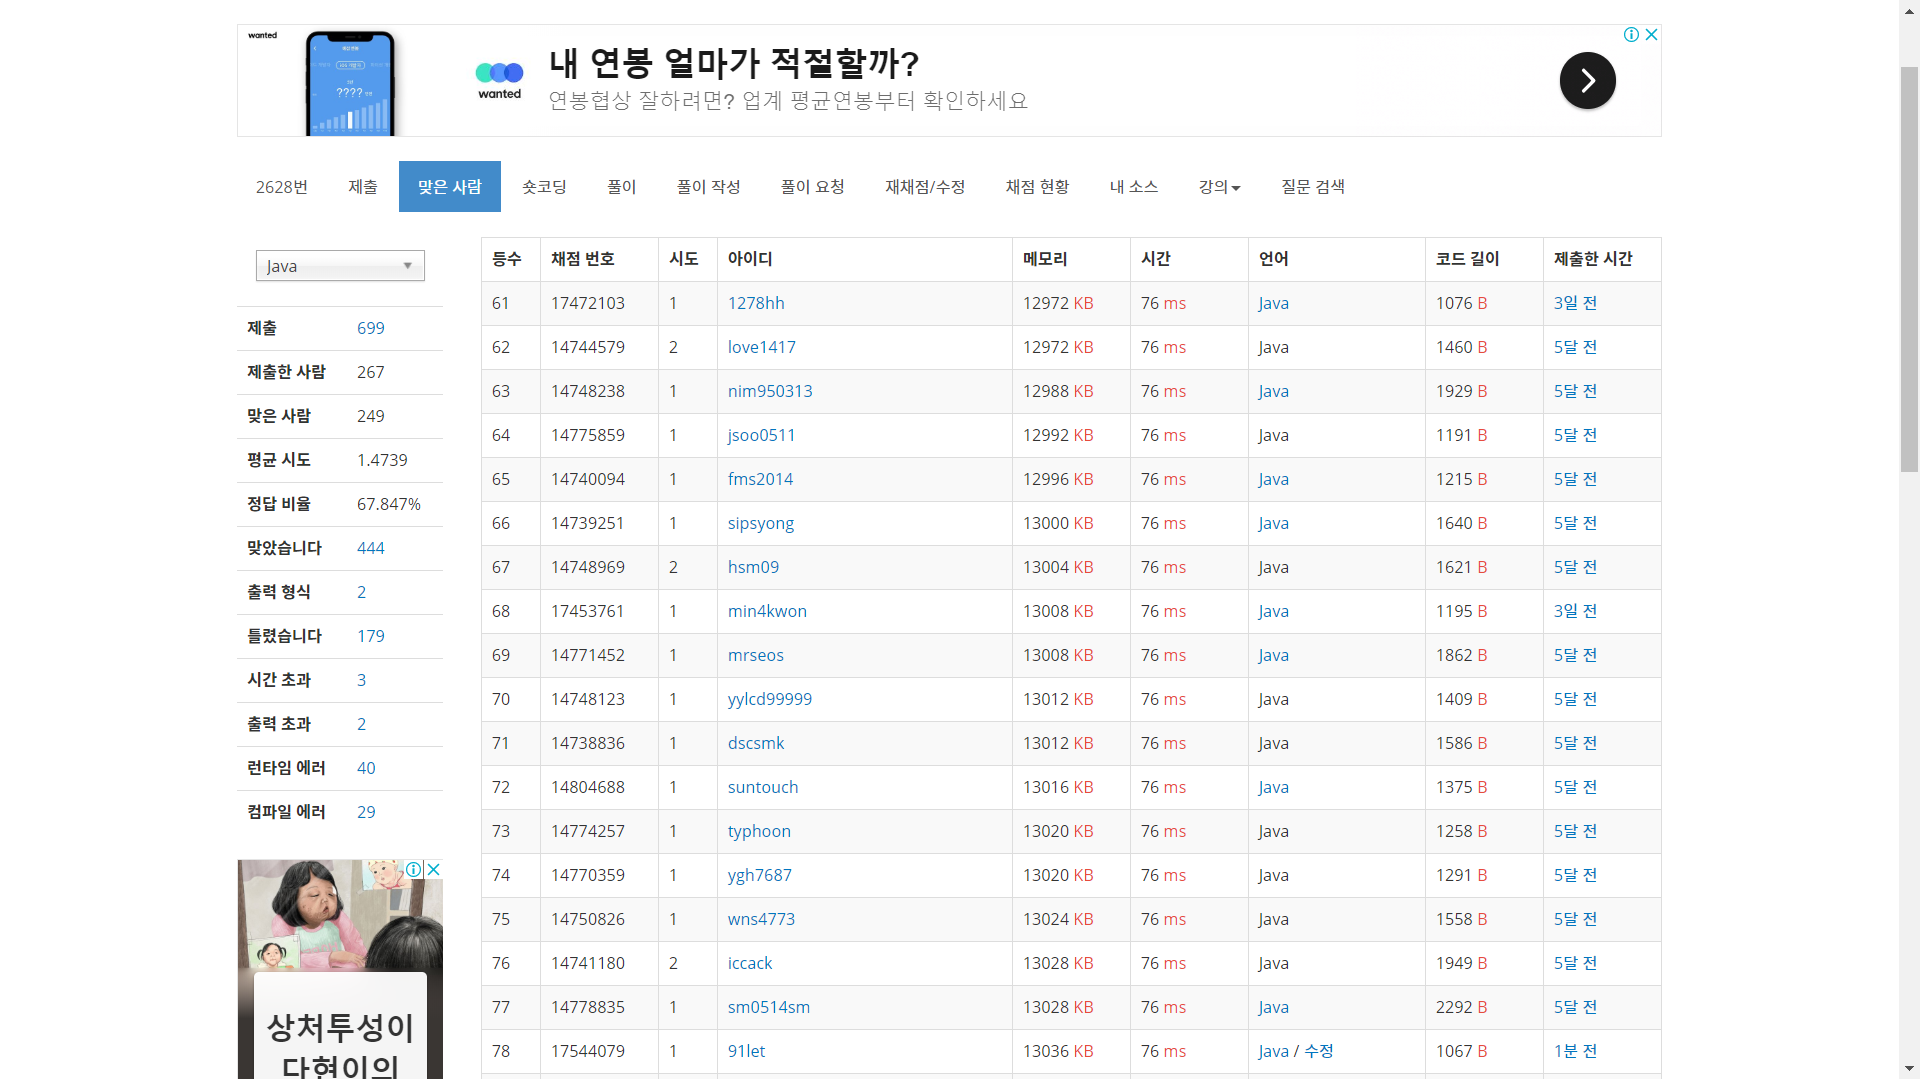 wanted
????
wanted
내 연봉 얼마가 적절할까?
연봉협상 잘하려면? 업계 평균연봉부터 확인하세요
2628번 제출 맞은 사람 숏코딩 풀이 풀이 작성 풀이 요청 재채점/수정 채점 현황 내 소스 강의 질문 검색
Java
제출 699
제출한 사람 267
맞은 사람 249
평균 시도 1.4739
정답 비율 67.847%
맞았습니다 444
출력 형식 2
틀렸습니다 179
시간 초과 3
출력 초과 2
런타임 에러 40
컴파일 에러 29
상처투성이
다현이의
등수 채점 번호 시도 아이디 메모리 시간 언어 코드 길이 제출한 시간
61 17472103 1 1278hh 12972 KB 76 ms Java 1076 B 3일 전
62 14744579 2 love1417 12972 KB 76 ms Java 1460 B 5달 전
63 14748238 1 nim950313 12988 KB 76 ms Java 1929 B 5달 전
64 14775859 1 jsoo0511 12992 KB 76 ms Java 1191 B 5달 전
65 14740094 1 fms2014 12996 KB 76 ms Java 1215 B 5달 전
66 14739251 1 sipsyong 13000 KB 76 ms Java 1640 B 5달 전
67 14748969 2 hsm09 13004 KB 76 ms Java 1621 B 5달 전
68 17453761 1 min4kwon 13008 KB 76 ms Java 1195 B 3일 전
69 14771452 1 mrseos 13008 KB 76 ms Java 1862 B 5달 전
70 14748123 1 yylcd99999 13012 KB 76 ms Java 1409 B 5달 전
71 14738836 1 dscsmk 13012 KB 76 ms Java 1586 B 5달 전
72 14804688 1 suntouch 13016 KB 76 ms Java 1375 B 5달 전
73 14774257 1 typhoon 13020 KB 76 ms Java 1258 B 5달 전
74 14770359 1 ygh7687 13020 KB 76 ms Java 1291 B 5달 전
75 14750826 1 wns4773 13024 KB 76 ms Java 1558 B 5달 전
76 14741180 2 iccack 13028 KB 76 ms Java 1949 B 5달 전
77 14778835 1 sm0514sm 13028 KB 76 ms Java 2292 B 5달 전
78 17544079 1 91let 13036 KB 76 ms Java / 수정 1067 B 1분 전